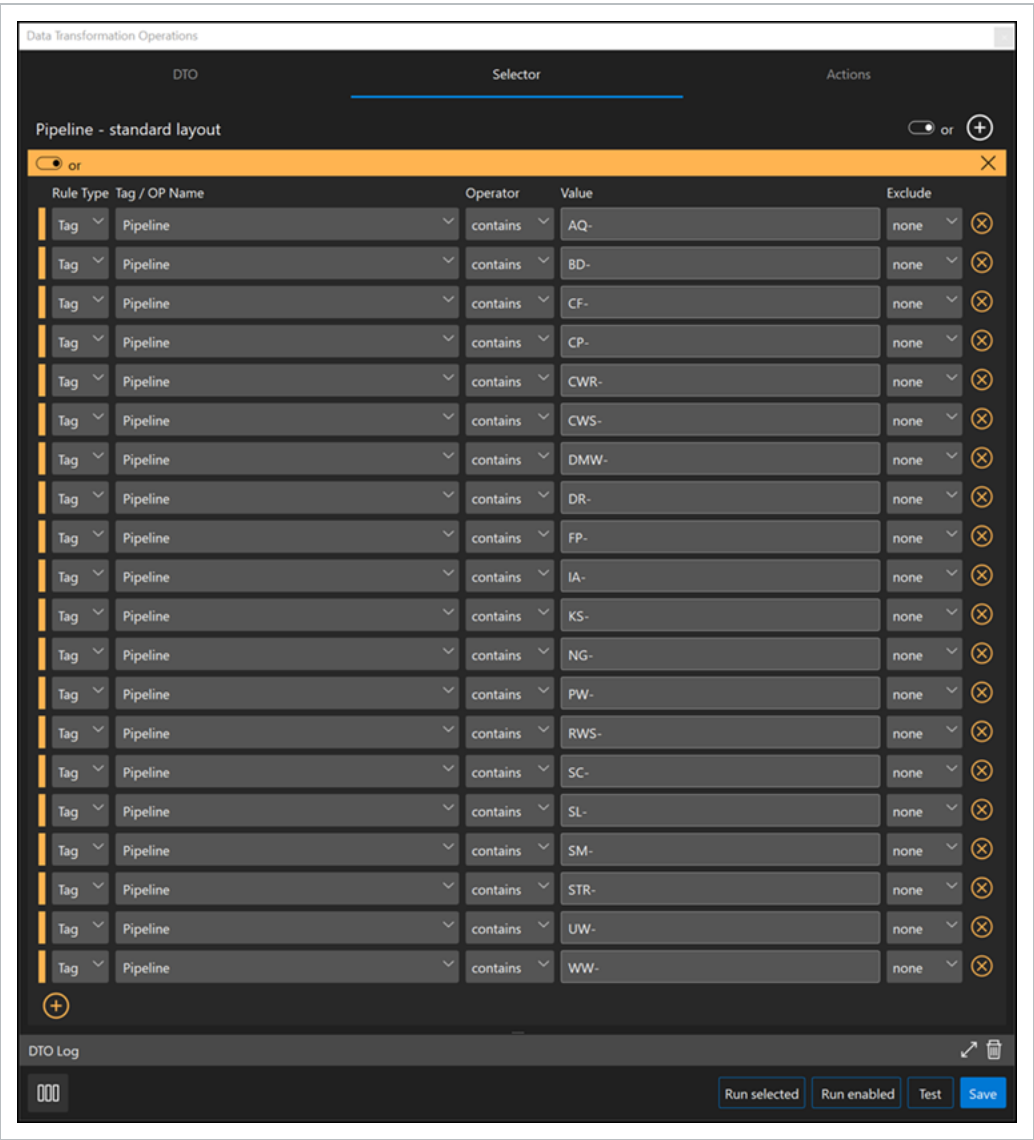 Data Transformation Operations
DTO Selector Actions
Pipeline - standard layout or
or
Rule Type Tag / OP Name Operator Value Exclude
Tag Pipeline contains AQ- none
Tag Pipeline contains BD- none
Tag Pipeline contains CF- none
Tag Pipeline contains CP- none
Tag Pipeline contains CWR- none
Tag Pipeline contains CWS- none
Tag Pipeline contains DMW- none
Tag Pipeline contains DR- none
Tag Pipeline contains FP- none
Tag Pipeline contains IA- none
Tag Pipeline contains KS- none
Tag Pipeline contains NG- none
Tag Pipeline contains PW- none
Tag Pipeline contains RWS- none
Tag Pipeline contains SC- none
Tag Pipeline contains SL- none
Tag Pipeline contains SM- none
Tag Pipeline contains STR- none
Tag Pipeline contains UW- none
Tag Pipeline contains WW- none
DTO Log
Run selected Run enabled Test Save